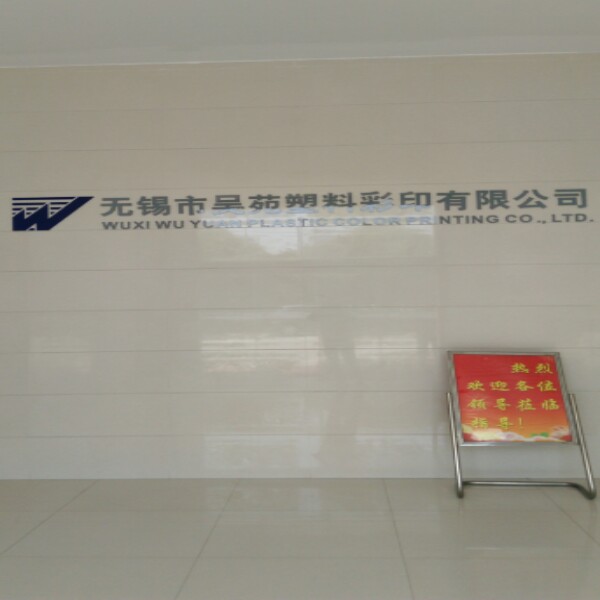 无锡市吴苑塑料彩印有限公司
WUXI WU YUAN PLASTIC COLOR PRINTING CO., LTD.
热烈
欢迎各位
领导莅临
指导!